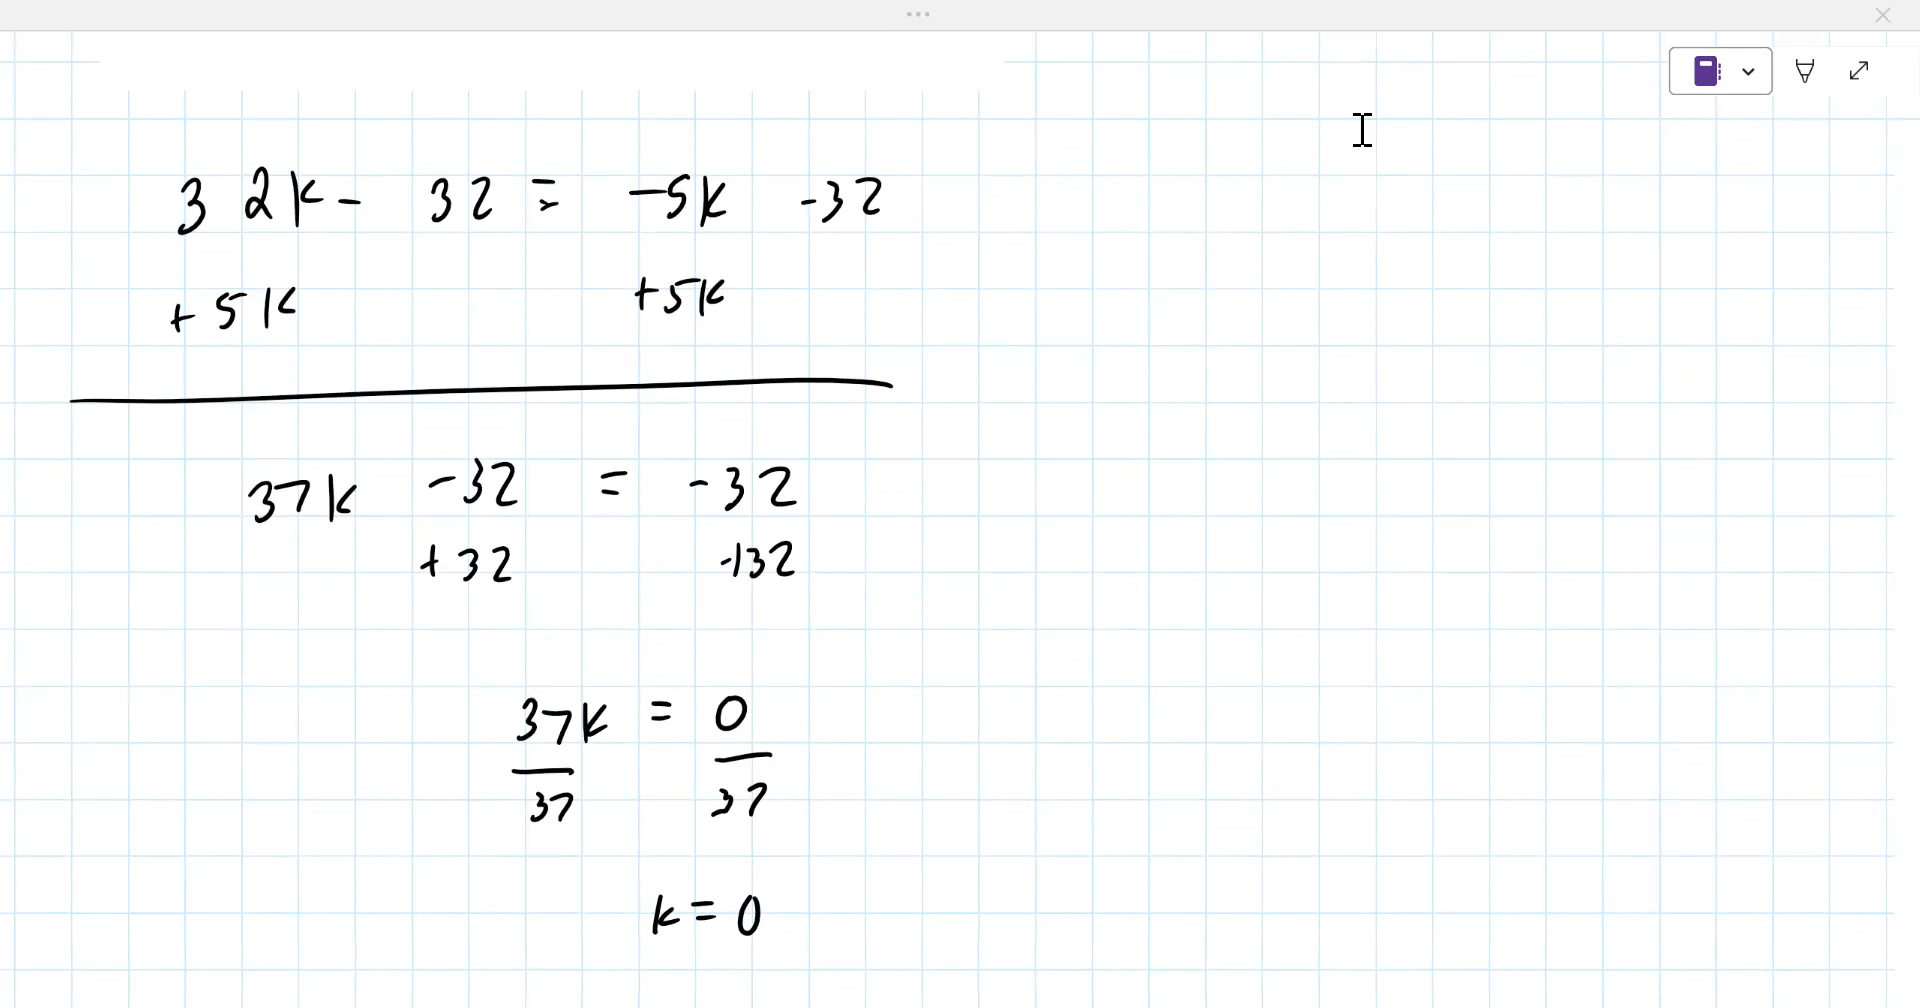 32k - 32 = -5k -32
+5k +5k
37k -32 = -32
+32 +32
37k = 0
37 37
k = 0